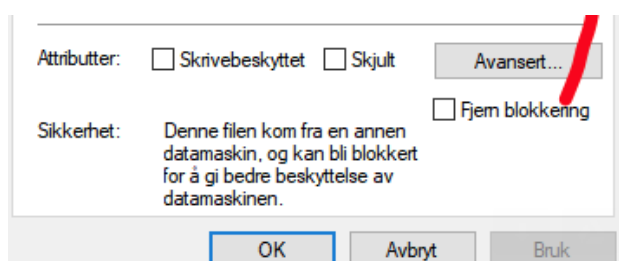 Attributter: Skrivebeskyttet Skjult Avansert...
Fjern blokkering
Sikkerhet: Denne filen kom fra en annen
datamaskin, og kan bli blokkert
for å gi bedre beskyttelse av
datamaskinen.
OK Avbryt Bruk